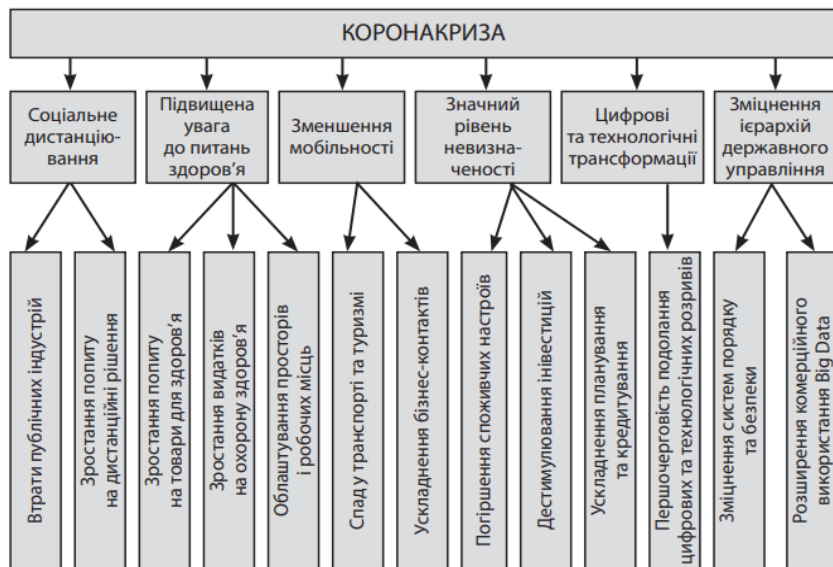 КОРОНАКРИЗА
Соціальне
дистанцію-
вання
Підвищена
увага
до питань
здоров'я
Зменшення
мобільності
Значний
рівень
невизна-
ченості
Цифрові
та технологічні
трансформації
Зміцнення
ієрархій
державного
управління
Втрати публічних індустрій
Зростання попиту
на дистанційні рішення
Зростання попиту
на товари для здоров'я
Зростання видатків
на охорону здоров'я
Облаштування просторів
і робочих місць
Спад у транспорті та туризмі
Ускладнення бізнес-контактів
Погіршення споживчих настроїв
Дестимулювання інвестицій
Ускладнення планування
та кредитування
Першочерговість подолання
цифрових та технологічних розривів
Зміцнення систем порядку
та безпеки
Розширення комерційного
використання Big Data